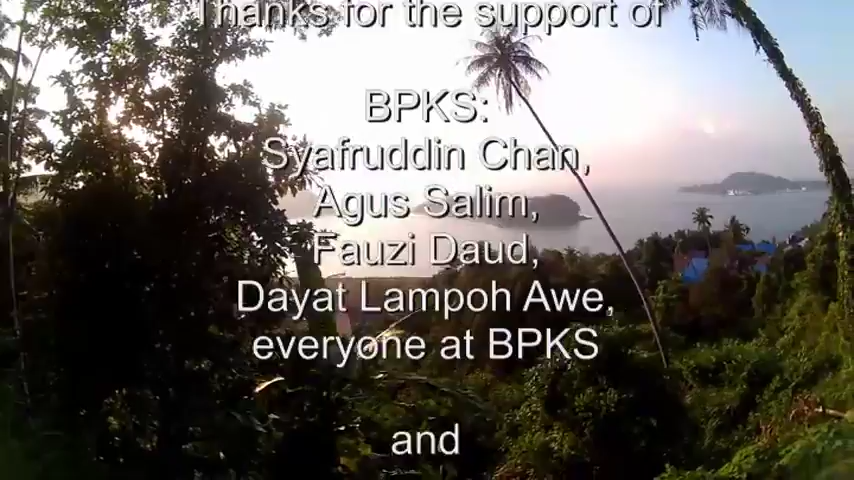 Thanks for the support of
BPKS:
Syafruddin Chan,
Agus Salim,
Fauzi Daud,
Dayat Lampoh Awe,
everyone at BPKS
and